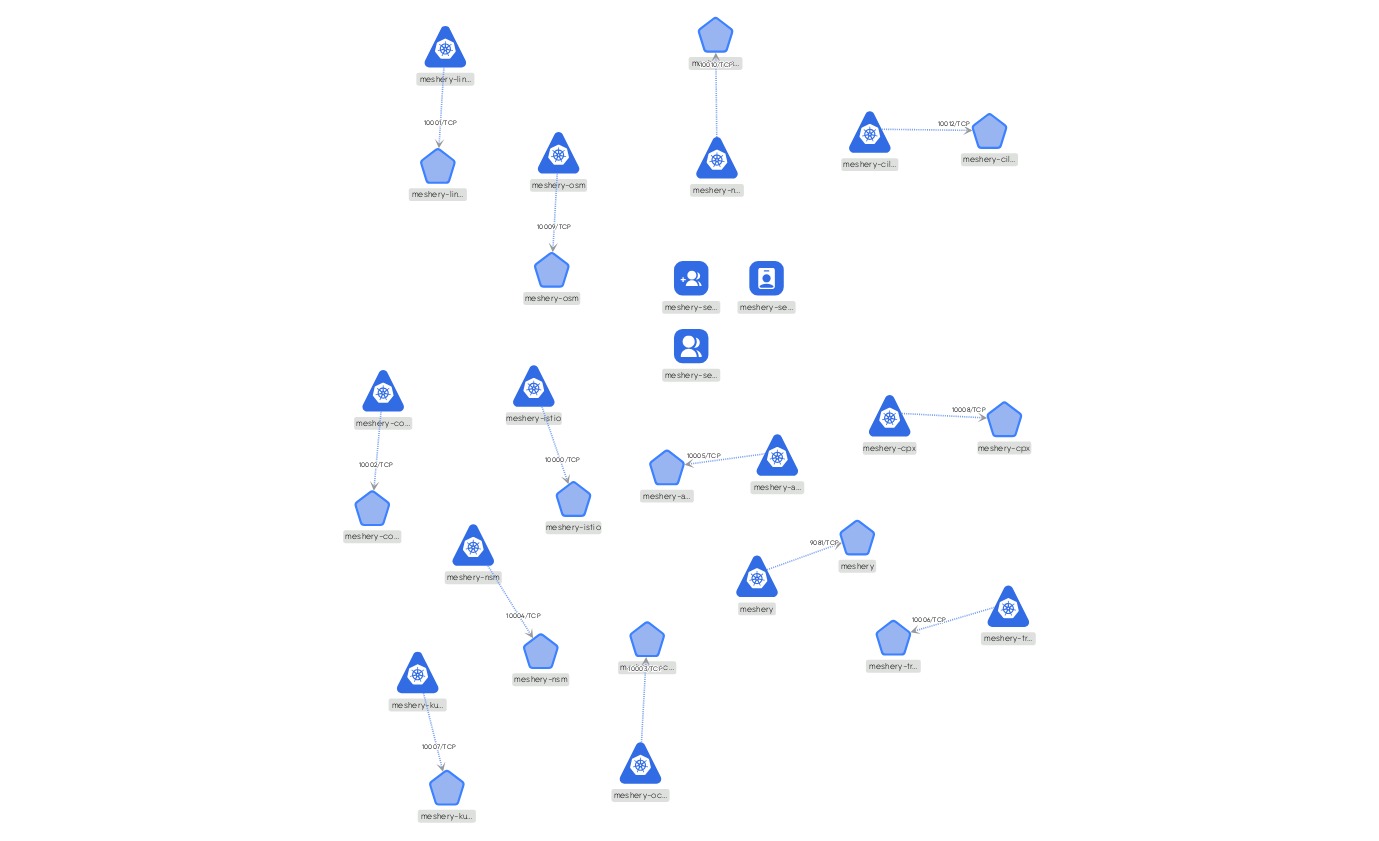 meshery-lin...
10001/TCP
meshery-lin...
meshery-osm
10009/TCP
meshery-osm
10010/TCP
meshery-n...
10012/TCP
meshery-cil...
meshery-cil...
meshery-se...
meshery-se...
meshery-se...
meshery-co...
10002/TCP
meshery-co...
meshery-istio
10000/TCP
meshery-istio
10008/TCP
meshery-cpx
meshery-cpx
10005/TCP
meshery-a...
meshery-a...
meshery-nsm
10004/TCP
meshery-nsm
9081/TCP
meshery
meshery
10006/TCP
meshery-tr...
meshery-tr...
meshery-ku...
10007/TCP
meshery-ku...
10003/TCP
meshery-oc...